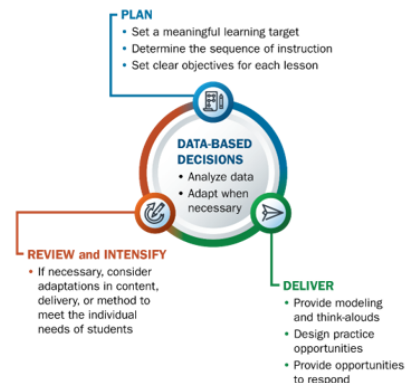 PLAN
• Set a meaningful learning target
• Determine the sequence of instruction
• Set clear objectives for each lesson
DATA-BASED
DECISIONS
• Analyze data
• Adapt when
necessary
REVIEW and INTENSIFY
• If necessary, consider
adaptations in content,
delivery, or method to
meet the individual
needs of students
DELIVER
• Provide modeling
and think-alouds
• Design practice
opportunities
• Provide opportunities
to respond